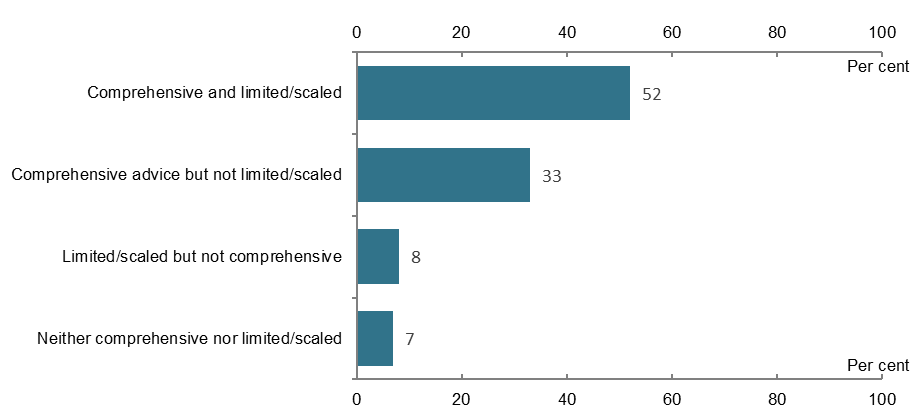 0 20 40 60 80 100
Per cent
Comprehensive and limited/scaled 52
Comprehensive advice but not limited/scaled 33
Limited/scaled but not comprehensive 8
Neither comprehensive nor limited/scaled 7
Per cent
0 20 40 60 80 100